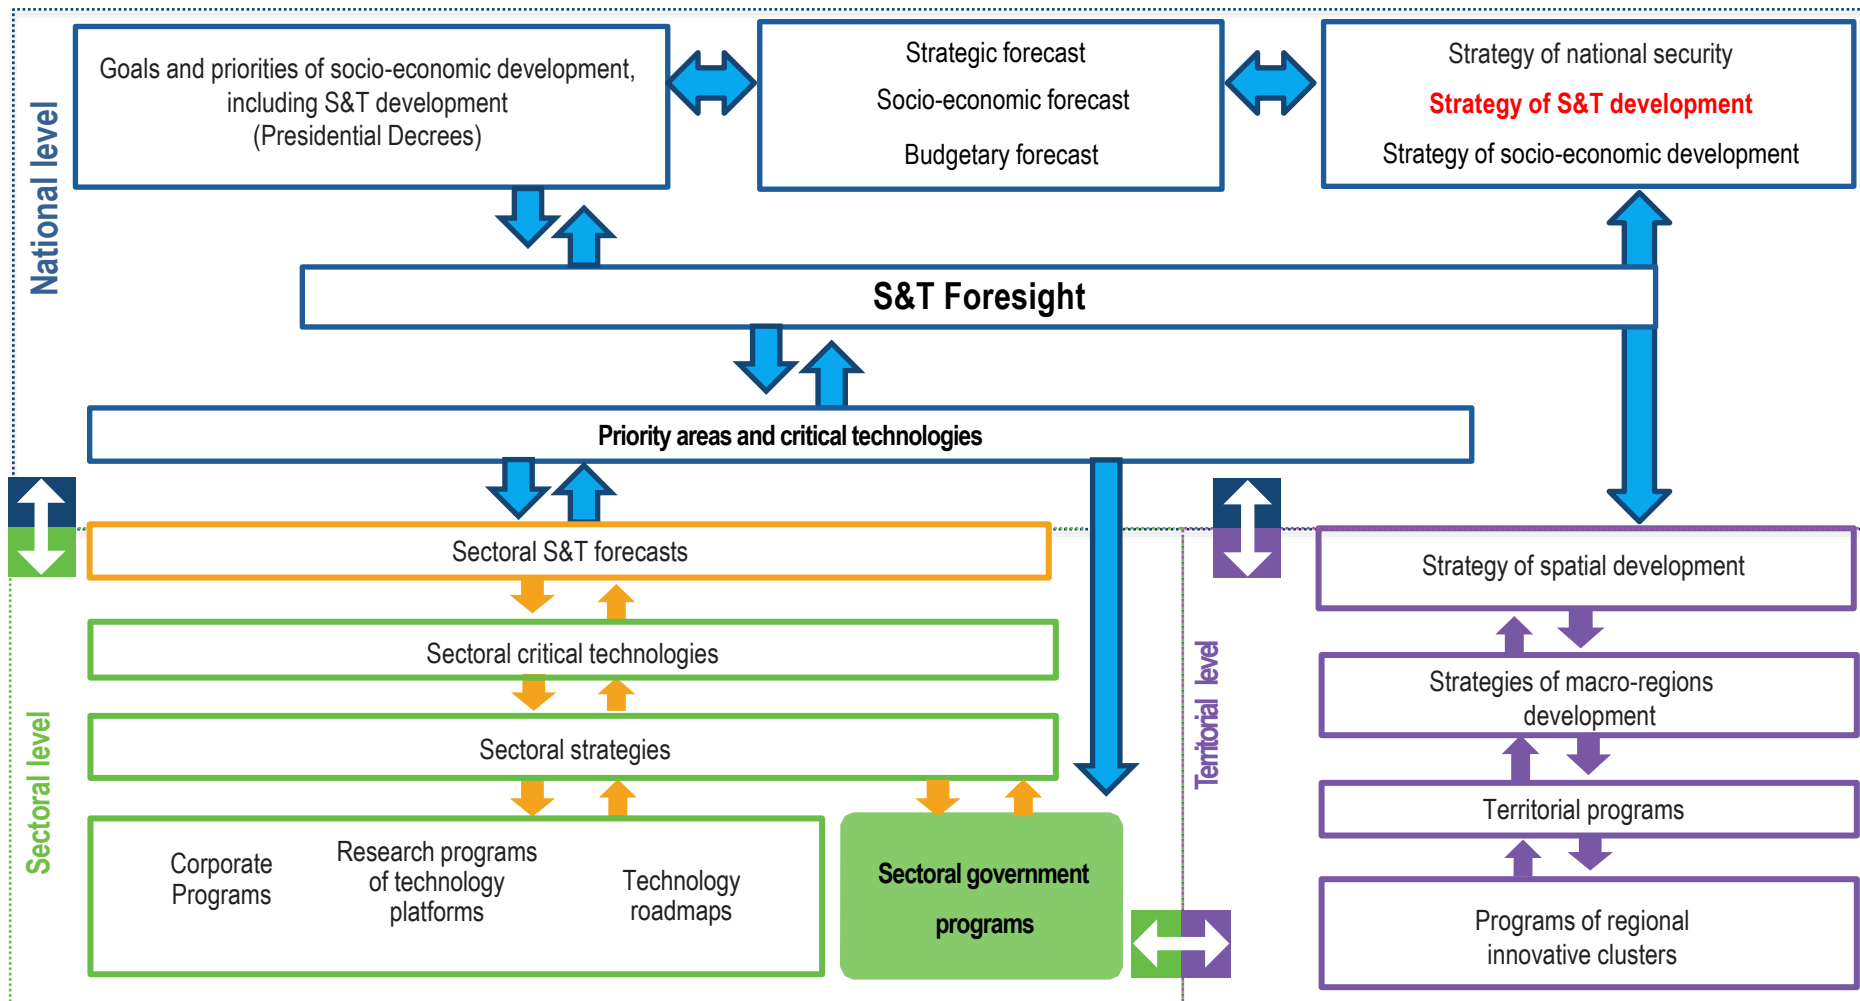 National level
Goals and priorities of socio-economic development,
including S&T development
(Presidential Decrees)
Strategic forecast
Socio-economic forecast
Budgetary forecast
Strategy of national security
Strategy of S&T development
Strategy of socio-economic development
S&T Foresight
Priority areas and critical technologies
Sectoral level
Sectoral S&T forecasts
Sectoral critical technologies
Sectoral strategies
Corporate
Programs
Research programs
of technology
platforms
Technology
roadmaps
Sectoral government
programs
Territorial level
Strategy of spatial development
Strategies of macro-regions
development
Territorial programs
Programs of regional
innovative clusters